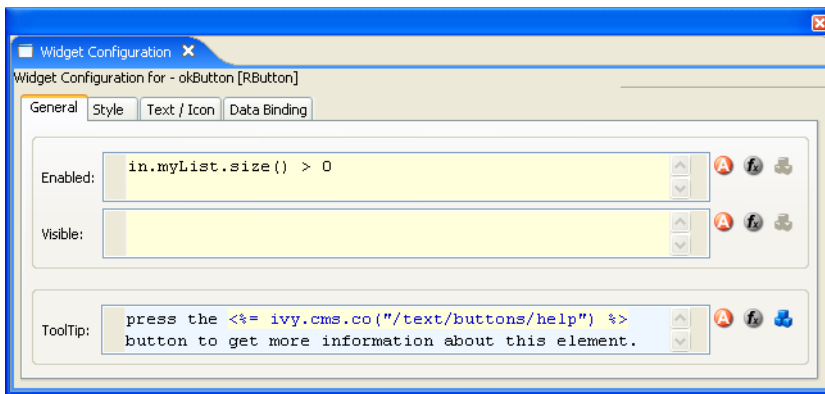 Widget Configuration
Widget Configuration for - okButton [RButton]
General Style Text / Icon Data Binding
Enabled: in.myList.size() > 0
Visible:
ToolTip: press the <%= ivy.cms.co("/text/buttons/help") %>
button to get more information about this element.